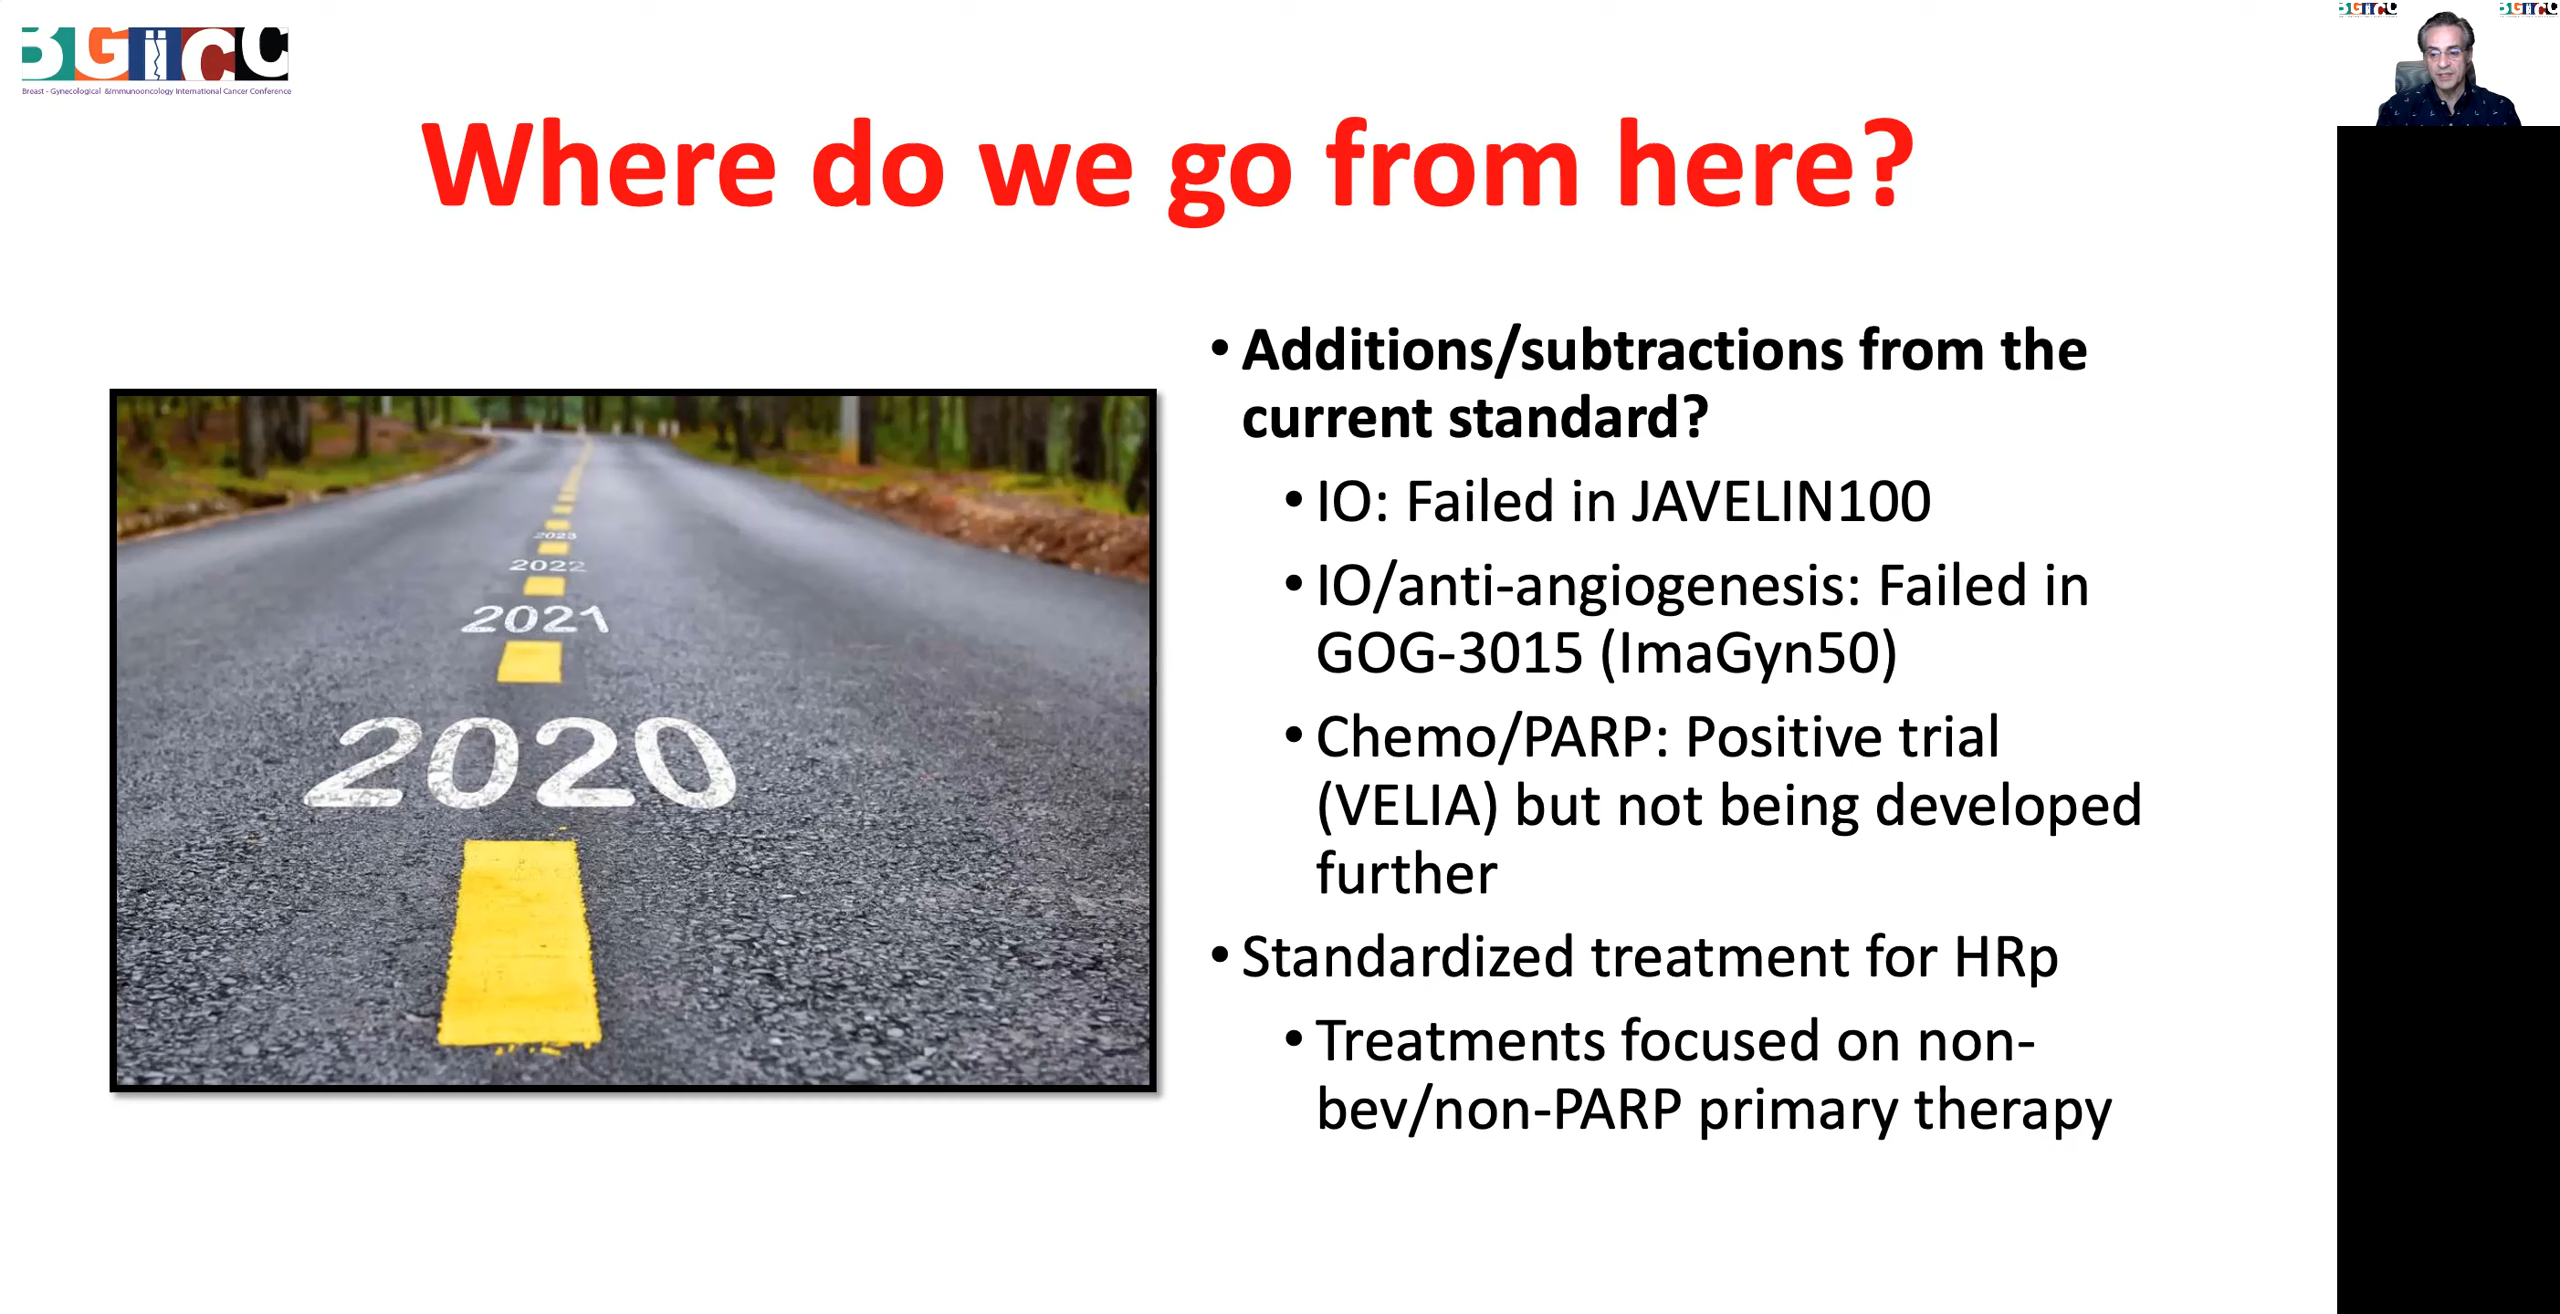 BGiCC
Breast - Gynecological &Immunooncology International Cancer Conference
Where do we go from here?
• Additions/subtractions from the
current standard?
• IO: Failed in JAVELIN100
• IO/anti-angiogenesis: Failed in
GOG-3015 (ImaGyn50)
• Chemo/PARP: Positive trial
(VELIA) but not being developed
further
• Standardized treatment for HRp
• Treatments focused on non-
bev/non-PARP primary therapy
2023
2022
2021
2020